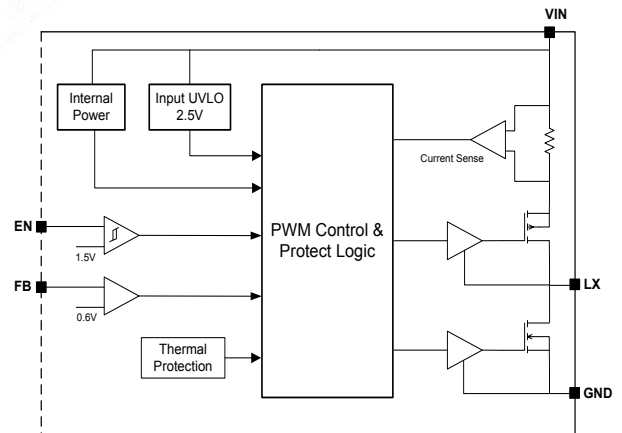 VIN
Internal
Power
Input UVLO
2.5V
Current Sense
EN
1.5V
PWM Control &
Protect Logic
FB
0.6V
LX
Thermal
Protection
GND